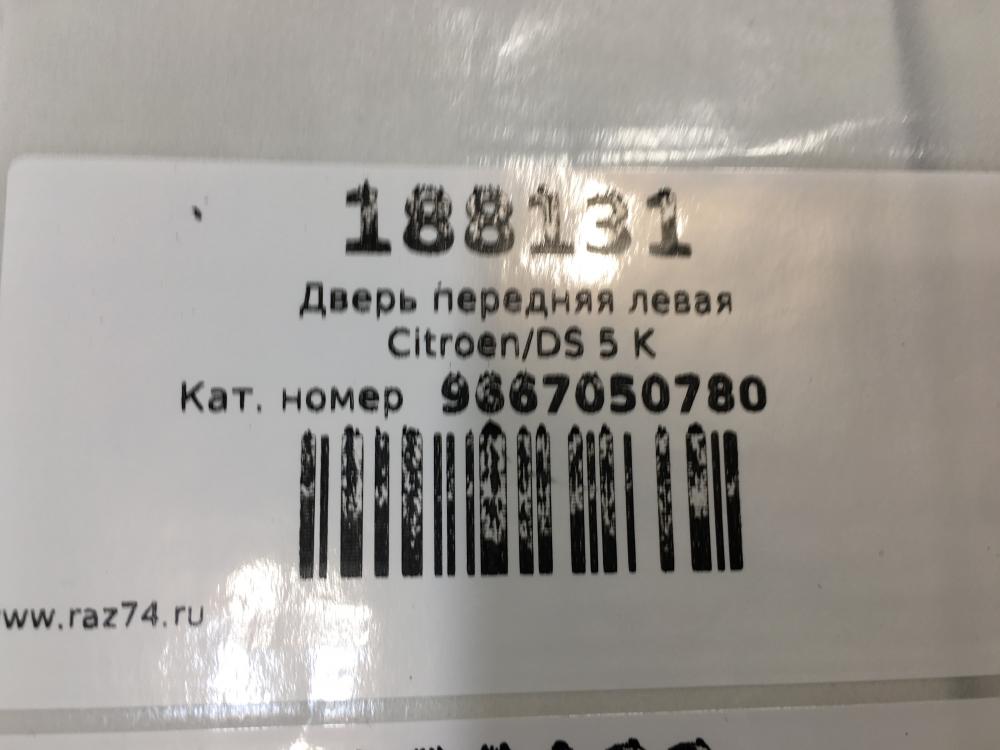 188131
Дверь передняя левая
Citroen/DS 5 K
Кат. номер 9667050780
www.raz74.ru